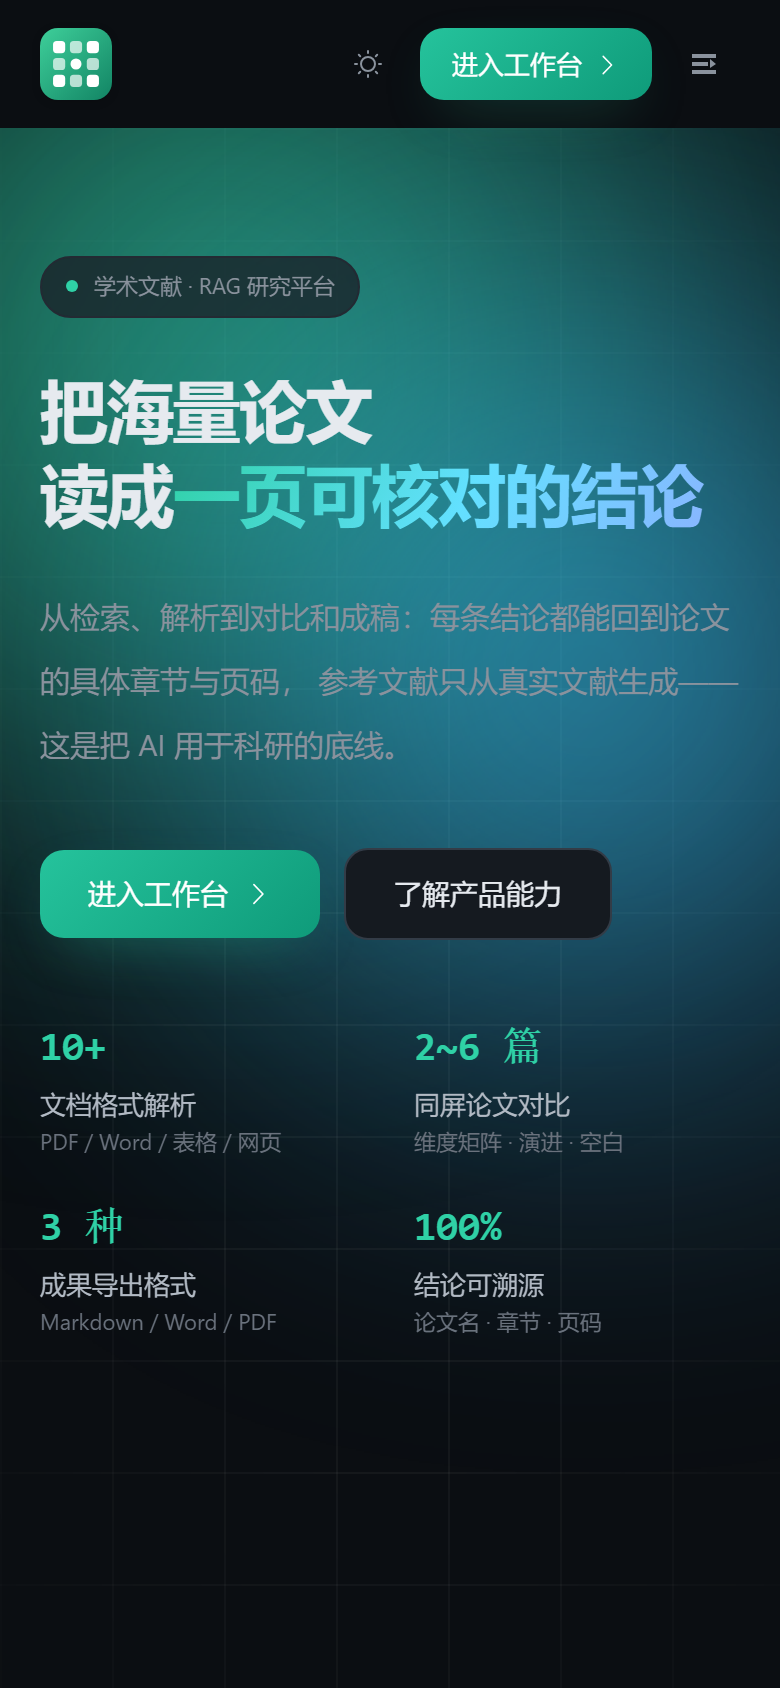 进入工作台
学术文献 · RAG 研究平台
把海量论文
读成一页可核对的结论
从检索、解析到对比和成稿：每条结论都能回到论文
的具体章节与页码， 参考文献只从真实文献生成——
这是把 AI 用于科研的底线。
进入工作台
了解产品能力
10+
文档格式解析
PDF / Word / 表格 / 网页
2~6 篇
同屏论文对比
维度矩阵 · 演进 · 空白
3 种
成果导出格式
Markdown / Word / PDF
100%
结论可溯源
论文名 · 章节 · 页码